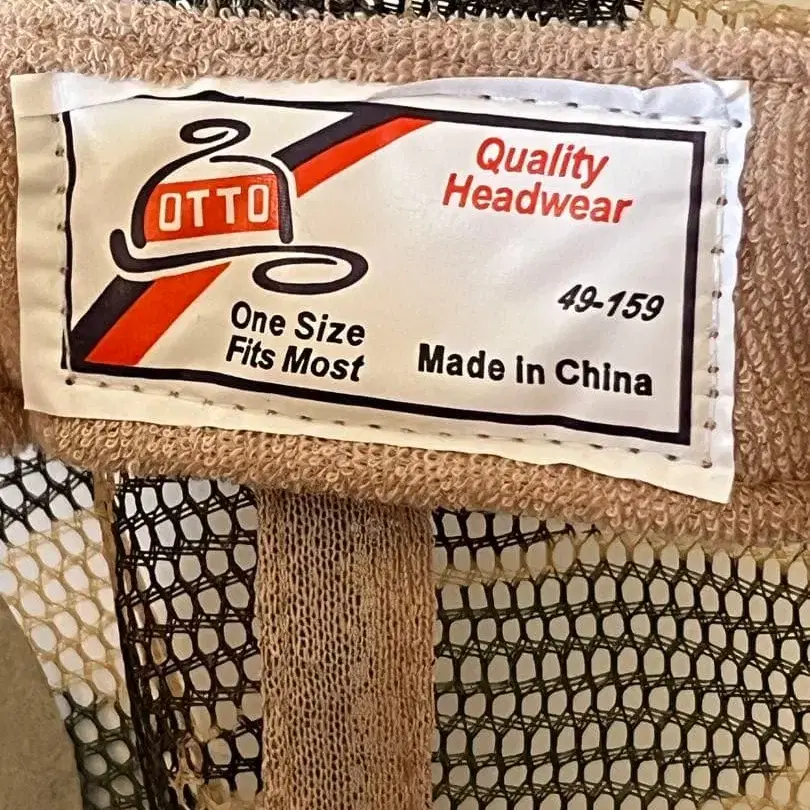 OTTO
Quality
Headwear
49-159
One Size
Fits Most
Made in China